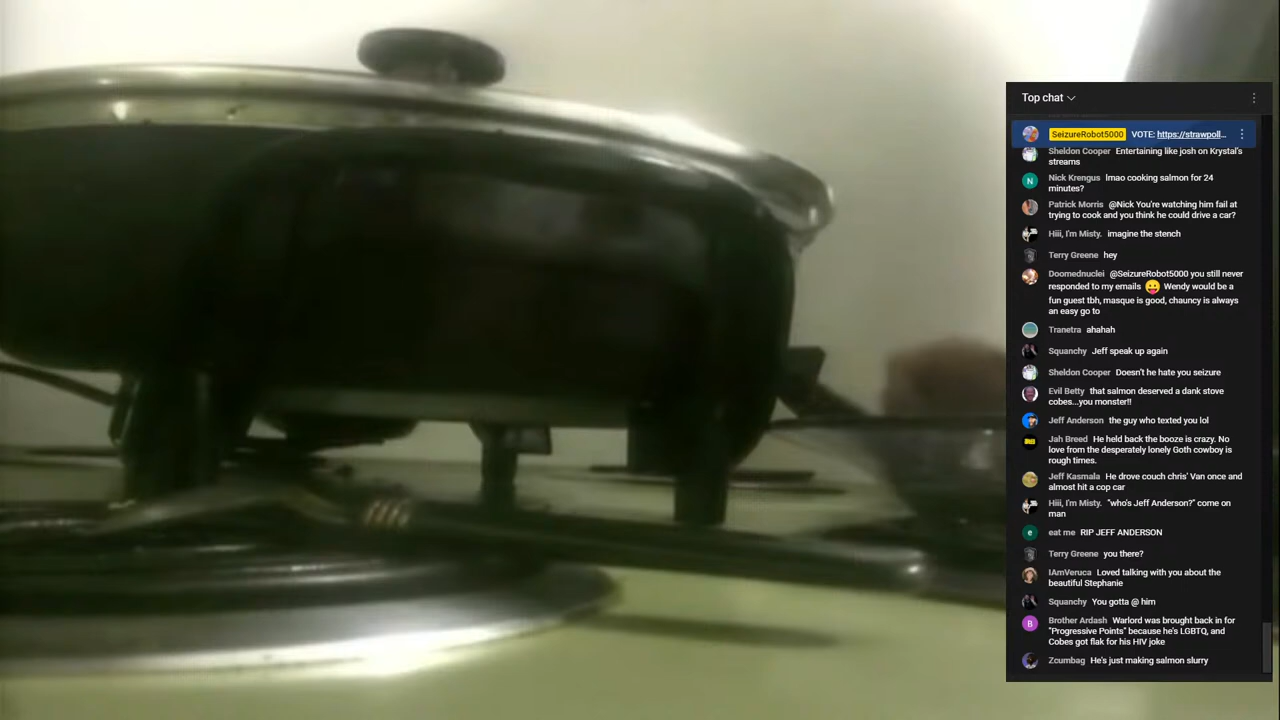 Top chat
SeizureRobot5000 VOTE: https://strawpoll...
Sheldon Cooper Entertaining like josh on Krystal's
streams
N Nick Krengus lmao cooking salmon for 24
minutes?
Patrick Morris @Nick You're watching him fail at
trying to cook and you think he could drive a car?
Hiii, I'm Misty. imagine the stench
Terry Greene hey
Doomednuclei @SeizureRobot5000 you still never
responded to my emails 😛 Wendy would be a
fun guest tbh, masque is good, chauncy is always
an easy go to
Tranetra ahahah
Squanchy Jeff speak up again
Sheldon Cooper Doesn't he hate you seizure
Evil Betty that salmon deserved a dank stove
cobes...you monster!!
Jeff Anderson the guy who texted you lol
Jah Breed He held back the booze is crazy. No
love from the desperately lonely Goth cowboy is
rough times.
Jeff Kasmala He drove couch chris' Van once and
almost hit a cop car
Hiii, I'm Misty. "who's Jeff Anderson?" come on
man
e eat me RIP JEFF ANDERSON
Terry Greene you there?
IAmVeruca Loved talking with you about the
beautiful Stephanie
Squanchy You gotta @ him
B Brother Ardash Warlord was brought back in for
"Progressive Points" because he's LGBTQ, and
Cobes got flak for his HIV joke
Zcumbag He's just making salmon slurry